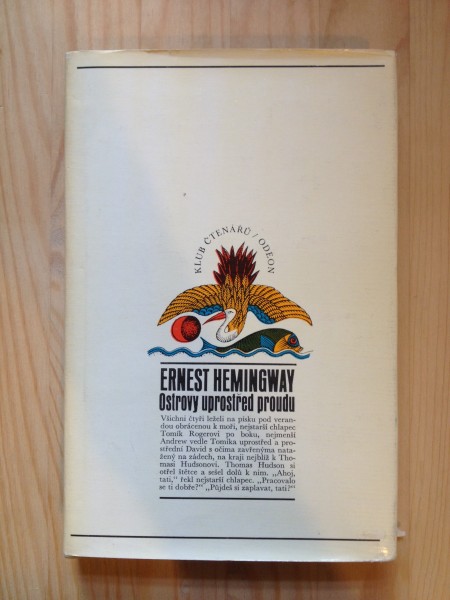 KLUB ČTENÁŘŮ / ODEON
ERNEST HEMINGWAY
Ostrovy uprostřed proudu
Všichni čtyři leželi na písku pod veran-
dou obrácenou k moři, nejstarší chlapec
Tomík Rogerovi po boku, nejmenší
Andrew vedle Tomíka uprostřed a pro-
střední David s očima zavřenýma nata-
žený na zádech, na kraji nejblíž k Tho-
masi Hudsonovi. Thomas Hudson si
otřel štětce a sešel dolů k nim. „Ahoj,
tati,“ řekl nejstarší chlapec. „Pracovalo
se ti dobře?“ „Půjdeš si zaplavat, tati?“